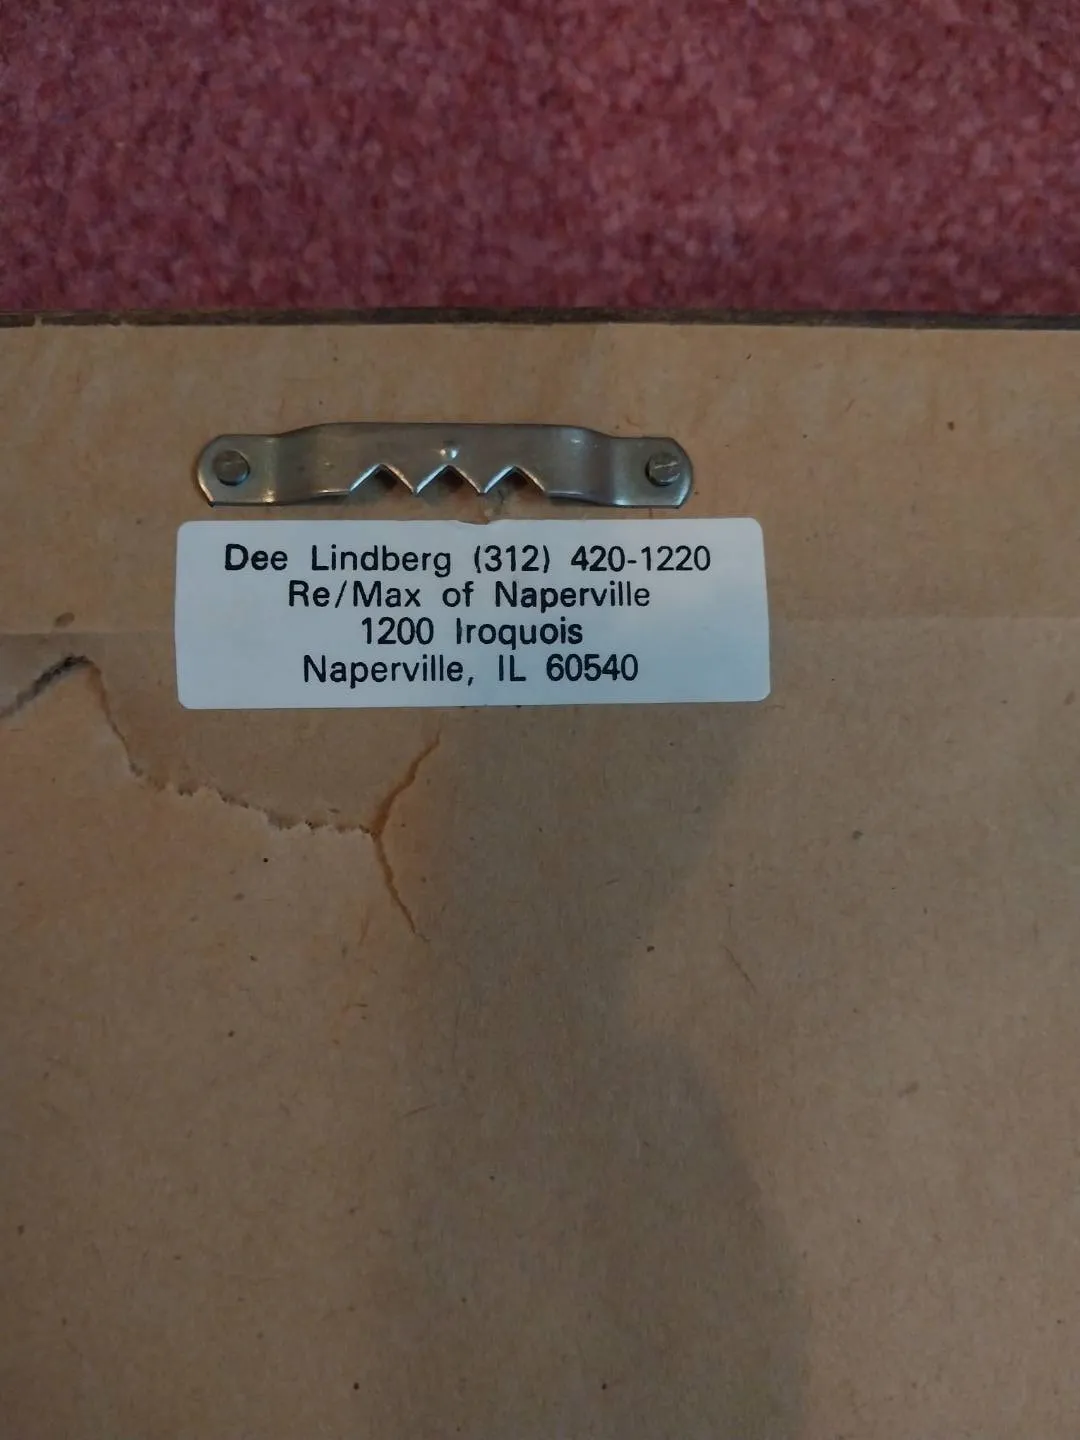 Dee Lindberg (312) 420-1220
Re/Max of Naperville
1200 Iroquois
Naperville, IL 60540